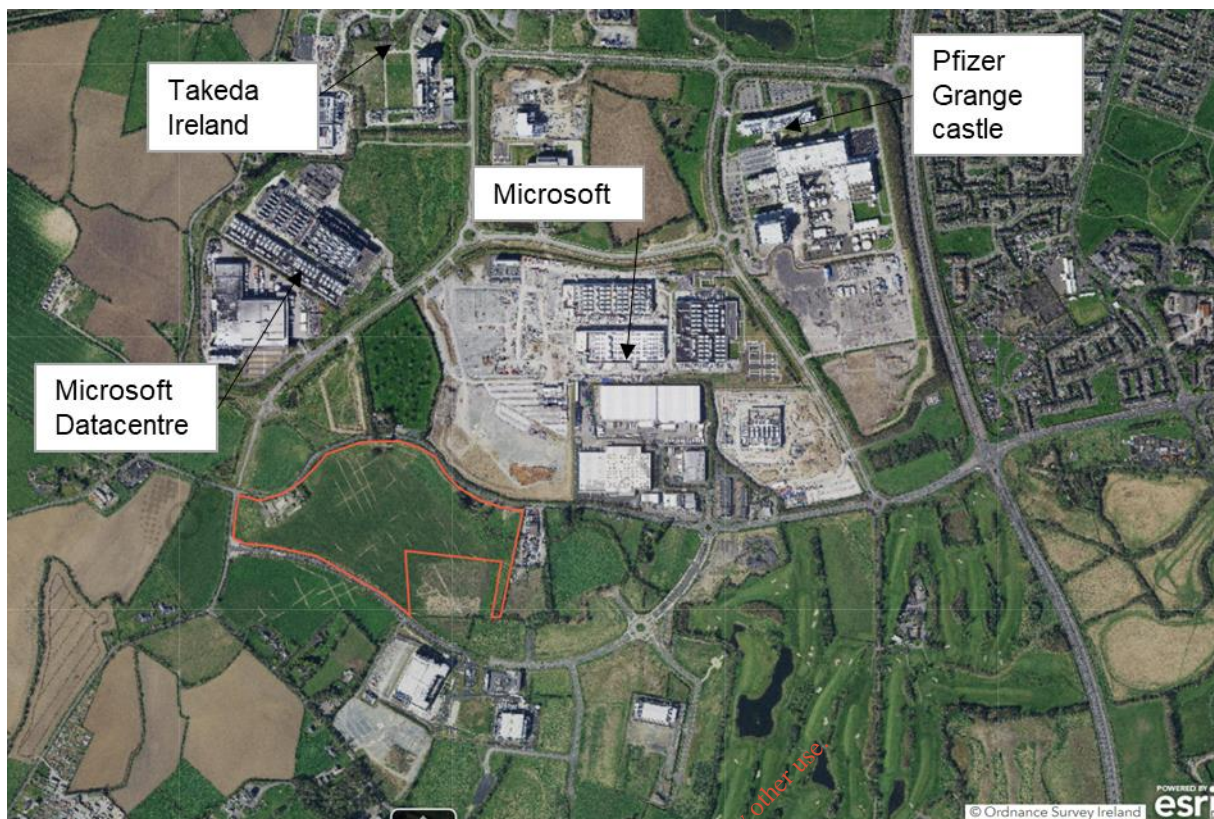 Takeda
Ireland
Pfizer
Grange
castle
Microsoft
Microsoft
Datacentre
other use.
© Ordnance Survey Ireland
POWERED BY
esri